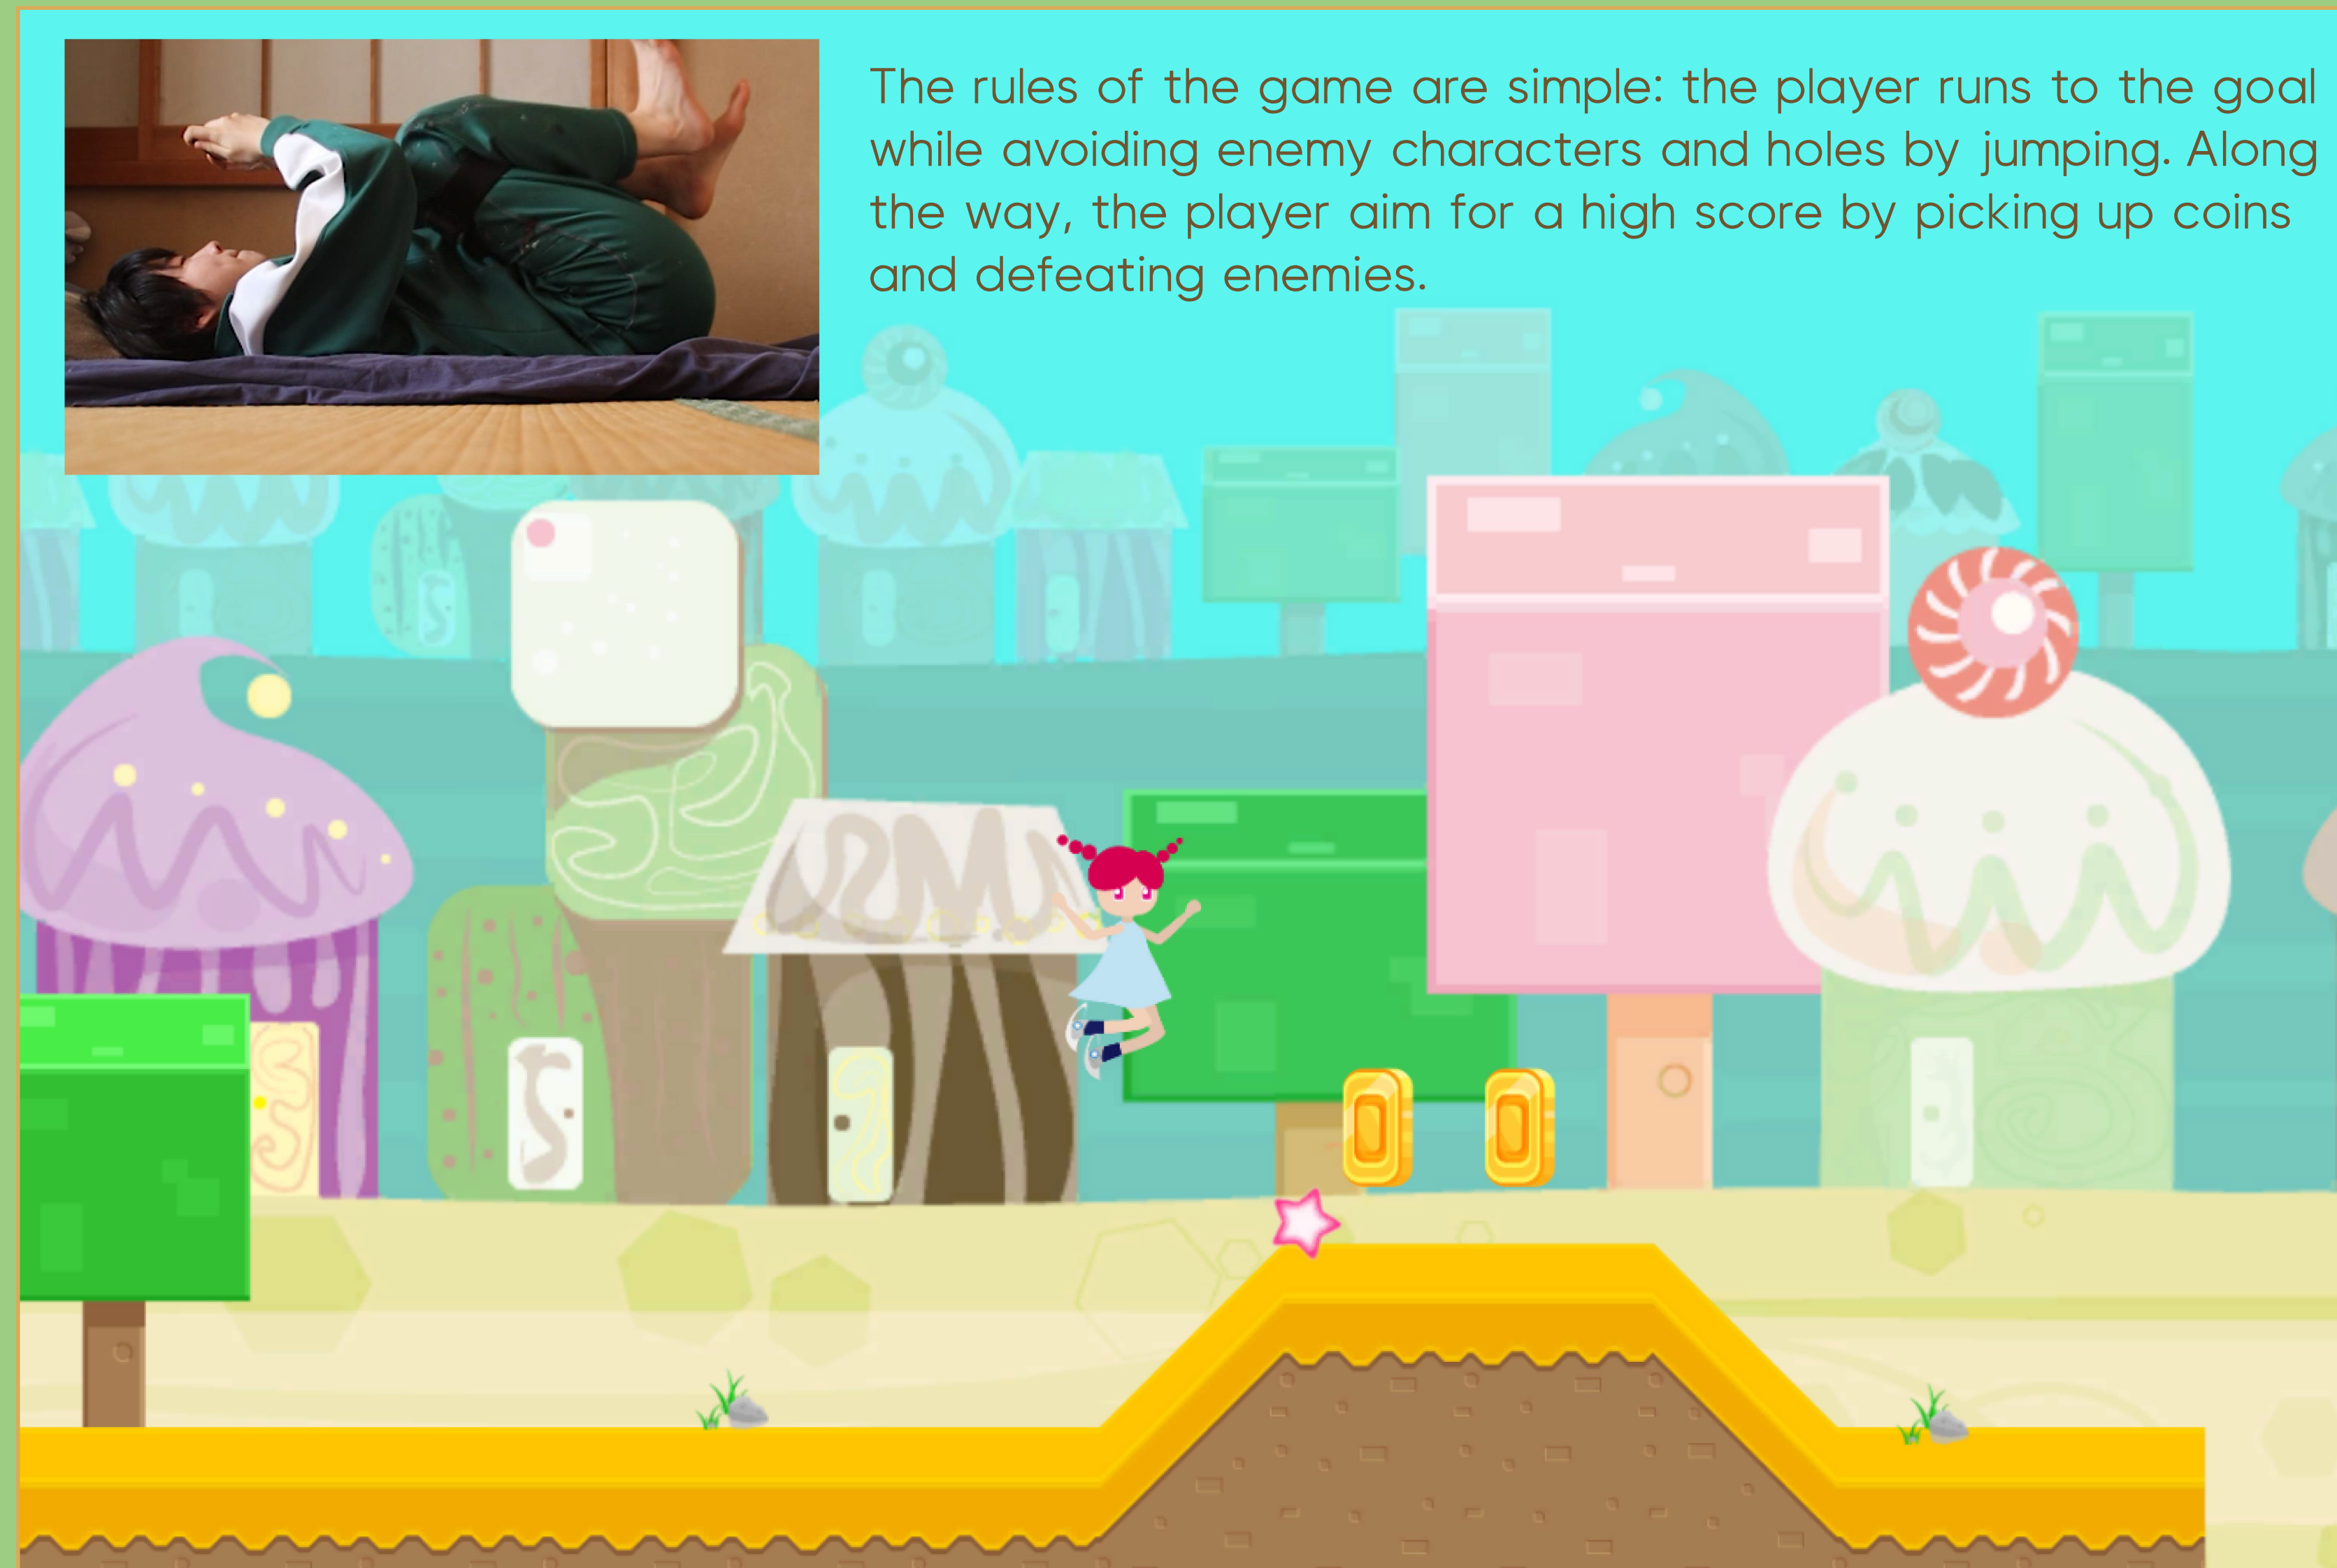 The rules of the game are simple: the player runs to the goal
while avoiding enemy characters and holes by jumping. Along
the way, the player aim for a high score by picking up coins
and defeating enemies.